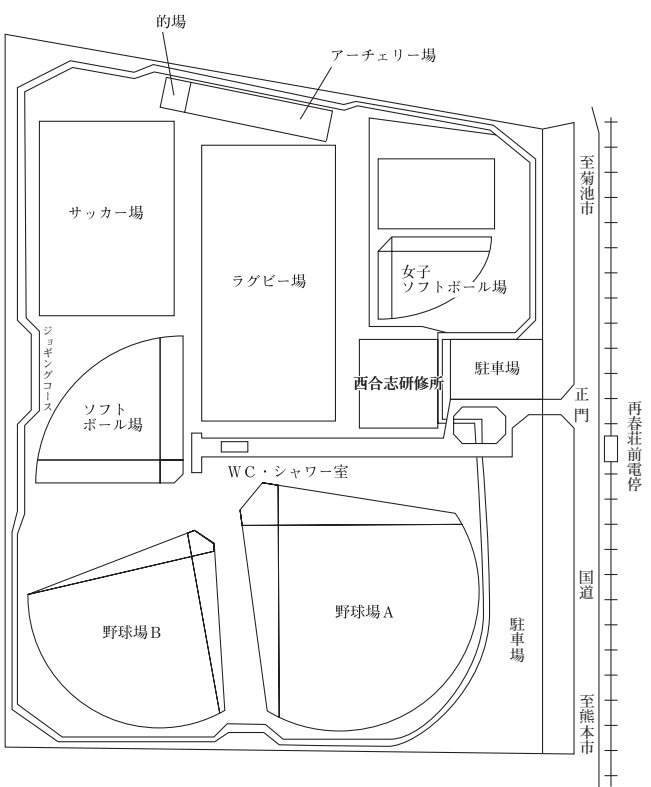 的場
アーチェリー場
至菊池市
サッカー場
ラグビー場
女子
ソフトボール場
ジョギングコース
西合志研修所
駐車場
正門
ソフト
ボール場
再春荘前電停
WC・シャワー室
国道
野球場A
野球場B
駐車場
至熊本市